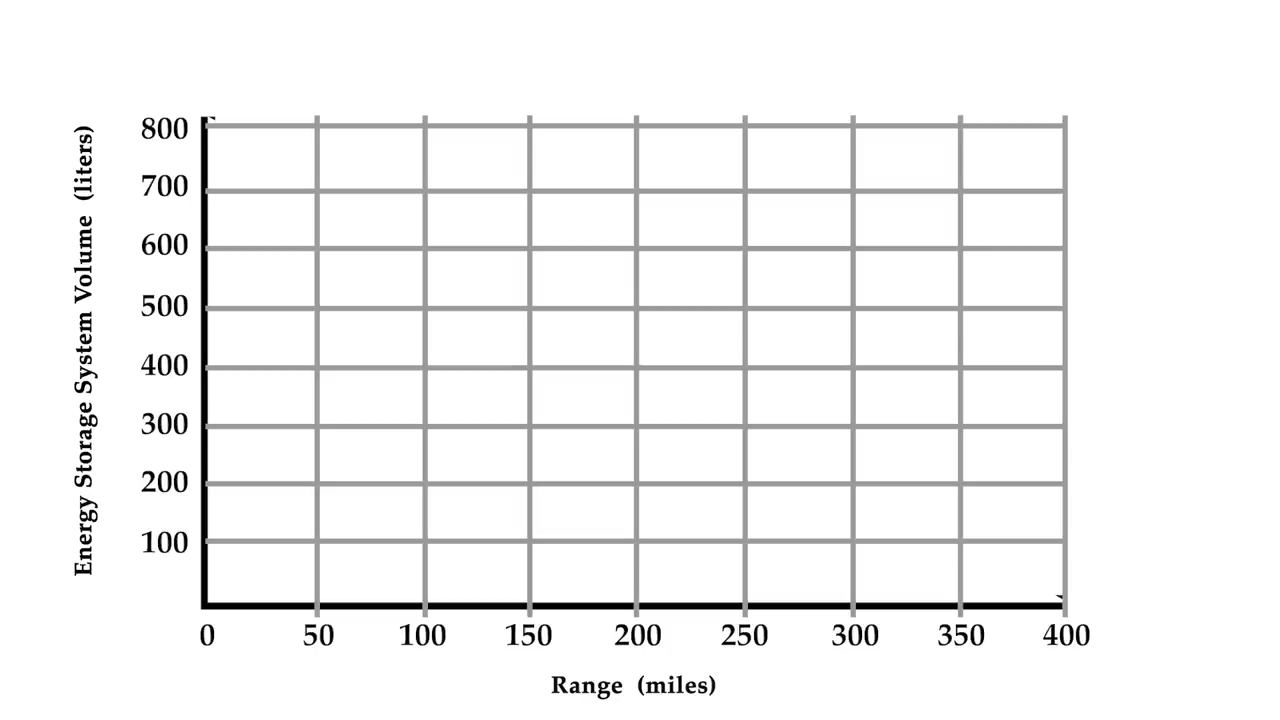 Energy Storage System Volume (liters)
800
700
600
500
400
300
200
100
0 50 100 150 200 250 300 350 400
Range (miles)